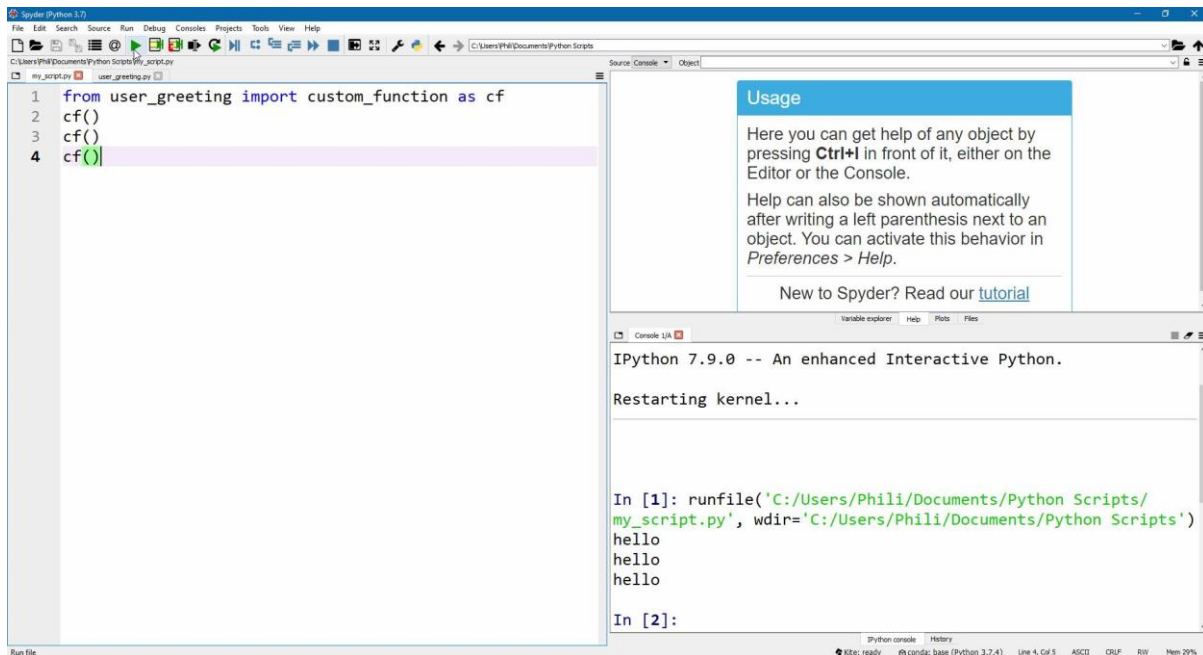 Spyder (Python 3.7)
File Edit Search Source Run Debug Consoles Projects Tools View Help
C:\Users\Phili\Documents\Python Scripts
C:\Users\Phili\Documents\Python Scripts\my_script.py
my_script.py user_greeting.py
1 from user_greeting import custom_function as cf
2 cf()
3 cf()
4 cf()
Source Console Object
Usage
Here you can get help of any object by
pressing Ctrl+I in front of it, either on the
Editor or the Console.
Help can also be shown automatically
after writing a left parenthesis next to an
object. You can activate this behavior in
Preferences > Help.
New to Spyder? Read our tutorial
Variable explorer Help Plots Files
Console 1/A
IPython 7.9.0 -- An enhanced Interactive Python.
Restarting kernel...
In [1]: runfile('C:/Users/Phili/Documents/Python Scripts/
my_script.py', wdir='C:/Users/Phili/Documents/Python Scripts')
hello
hello
hello
In [2]:
IPython console History
Run file
Kite: ready conda: base (Python 3.7.4) Line 4, Col 5 ASCII CRLF RW Mem 29%